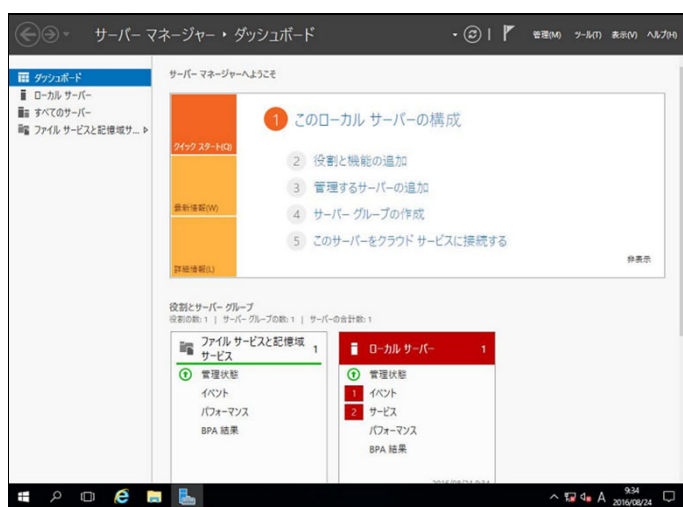 サーバー マネージャー ・ ダッシュボード
管理(M) ツール(T) 表示(V) ヘルプ(H)
ダッシュボード
ローカル サーバー
すべてのサーバー
ファイル サービスと記憶域サ...
サーバー マネージャーへようこそ
クイック スタート(Q)
最新情報(W)
詳細情報(L)
1 このローカル サーバーの構成
2 役割と機能の追加
3 管理するサーバーの追加
4 サーバー グループの作成
5 このサーバーをクラウド サービスに接続する
非表示
役割とサーバー グループ
役割の数: 1 | サーバー グループの数: 1 | サーバーの合計数: 1
ファイル サービスと記憶域
サービス
1
管理状態
イベント
パフォーマンス
BPA 結果
ローカル サーバー 1
管理状態
1 イベント
2 サービス
パフォーマンス
BPA 結果
2016/08/24 9:34
A
9:34
2016/08/24